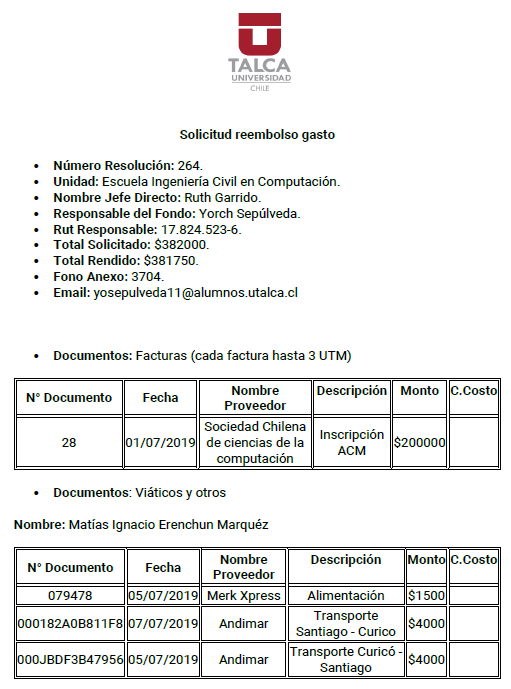 TALCA
UNIVERSIDAD
CHILE
Solicitud reembolso gasto
• Número Resolución: 264.
• Unidad: Escuela Ingeniería Civil en Computación.
• Nombre Jefe Directo: Ruth Garrido.
• Responsable del Fondo: Yorch Sepúlveda.
• Rut Responsable: 17.824.523-6.
• Total Solicitado: $382000.
• Total Rendido: $381750.
• Fono Anexo: 3704.
• Email: yosepulveda11@alumnos.utalca.cl
• Documentos: Facturas (cada factura hasta 3 UTM)
N° Documento Fecha Nombre Proveedor Descripción Monto C.Costo
28 01/07/2019 Sociedad Chilena de ciencias de la computación Inscripción ACM $200000
• Documentos: Viáticos y otros
Nombre: Matías Ignacio Erenchun Marquéz
N° Documento Fecha Nombre Proveedor Descripción Monto C.Costo
079478 05/07/2019 Merk Xpress Alimentación $1500
000182A0B811F8 07/07/2019 Andimar Transporte Santiago - Curico $4000
000JBDF3B47956 05/07/2019 Andimar Transporte Curicó - Santiago $4000